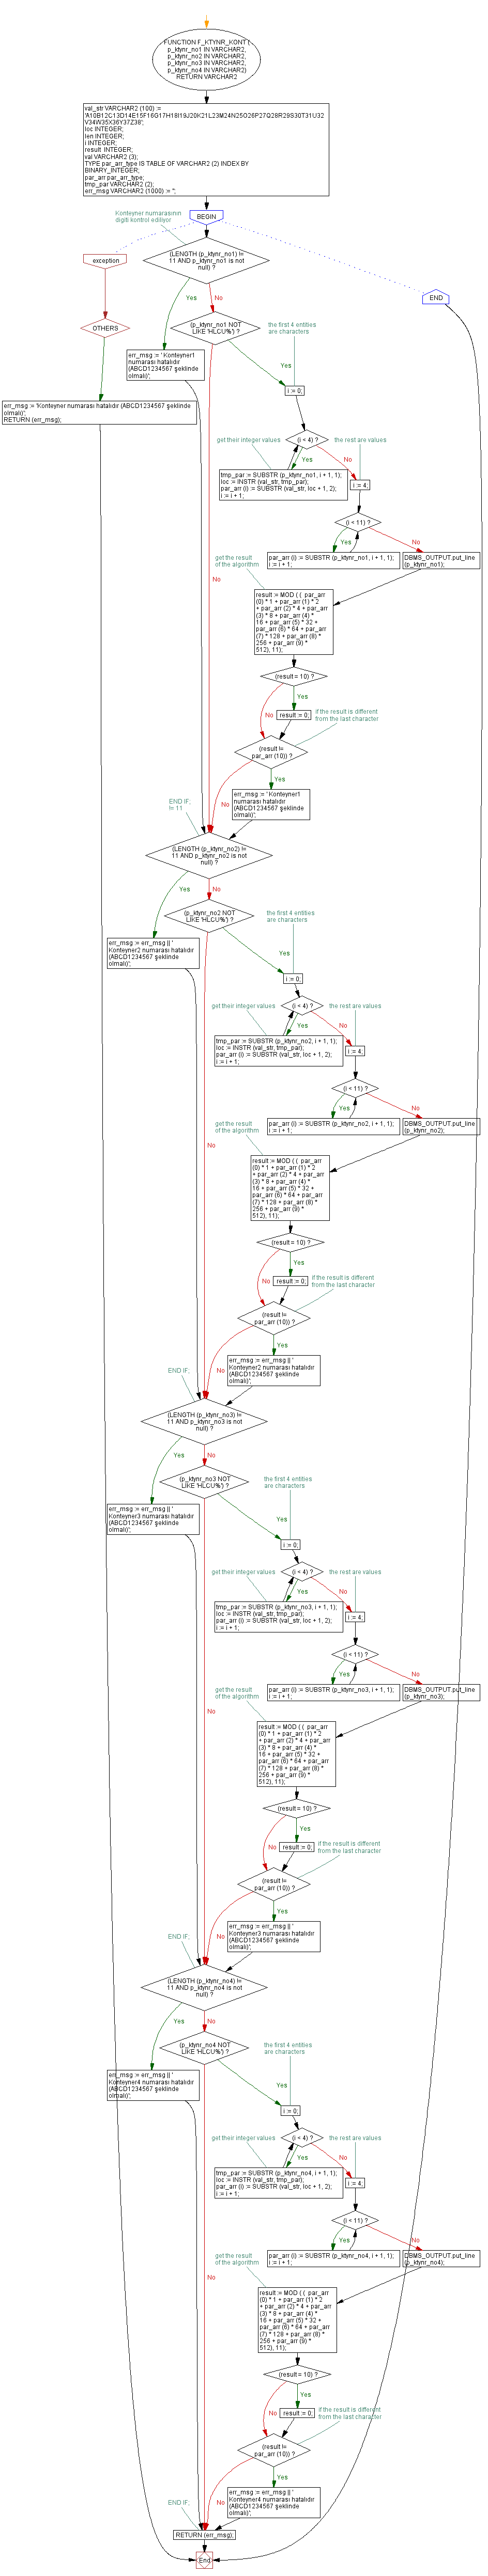 FUNCTION F_KTYNR_KONT (
p_ktynr_no1 IN VARCHAR2,
p_ktynr_no2 IN VARCHAR2,
p_ktynr_no3 IN VARCHAR2,
p_ktynr_no4 IN VARCHAR2)
RETURN VARCHAR2
val_str VARCHAR2 (100) :=
'A10B12C13D14E15F16G17H18I19J20K21L23M24N25O26P27Q28R29S30T31U32
V34W35X36Y37Z38';
loc INTEGER;
len INTEGER;
i INTEGER;
result INTEGER;
val VARCHAR2 (3);
TYPE par_arr_type IS TABLE OF VARCHAR2 (2) INDEX BY
BINARY_INTEGER;
par_arr par_arr_type;
tmp_par VARCHAR2 (2);
err_msg VARCHAR2 (1000) := '';
Konteyner numarasının
digiti kontrol ediliyor
BEGIN
exception
END
OTHERS
err_msg := 'Konteyner numarası hatalıdır (ABCD1234567 şeklinde
olmalı)';
RETURN (err_msg);
(LENGTH (p_ktynr_no1) !=
11 AND p_ktynr_no1 is not
null) ?
Yes
No
err_msg := ' Konteyner1
numarası hatalıdır
(ABCD1234567 şeklinde
olmalı)';
(p_ktynr_no1 NOT
LIKE 'HLCU%') ?
the first 4 entities
are characters
Yes
No
i := 0;
(i < 4) ?
get their integer values
the rest are values
Yes
No
tmp_par := SUBSTR (p_ktynr_no1, i + 1, 1);
loc := INSTR (val_str, tmp_par);
par_arr (i) := SUBSTR (val_str, loc + 1, 2);
i := i + 1;
i := 4;
(i < 11) ?
Yes
No
par_arr (i) := SUBSTR (p_ktynr_no1, i + 1, 1);
i := i + 1;
DBMS_OUTPUT.put_line
(p_ktynr_no1);
get the result
of the algorithm
result := MOD ( ( par_arr
(0) * 1 + par_arr (1) * 2
+ par_arr (2) * 4 + par_arr
(3) * 8 + par_arr (4) *
16 + par_arr (5) * 32 +
par_arr (6) * 64 + par_arr
(7) * 128 + par_arr (8) *
256 + par_arr (9) *
512), 11);
(result = 10) ?
Yes
No
result := 0;
if the result is different
from the last character
(result !=
par_arr (10)) ?
Yes
No
err_msg := ' Konteyner1
numarası hatalıdır
(ABCD1234567 şeklinde
olmalı)';
END IF;
!= 11
(LENGTH (p_ktynr_no2) !=
11 AND p_ktynr_no2 is not
null) ?
Yes
No
err_msg := err_msg || '
Konteyner2 numarası hatalıdır
(ABCD1234567 şeklinde
olmalı)';
(p_ktynr_no2 NOT
LIKE 'HLCU%') ?
the first 4 entities
are characters
Yes
No
i := 0;
(i < 4) ?
get their integer values
the rest are values
Yes
No
tmp_par := SUBSTR (p_ktynr_no2, i + 1, 1);
loc := INSTR (val_str, tmp_par);
par_arr (i) := SUBSTR (val_str, loc + 1, 2);
i := i + 1;
i := 4;
(i < 11) ?
Yes
No
par_arr (i) := SUBSTR (p_ktynr_no2, i + 1, 1);
i := i + 1;
DBMS_OUTPUT.put_line
(p_ktynr_no2);
get the result
of the algorithm
result := MOD ( ( par_arr
(0) * 1 + par_arr (1) * 2
+ par_arr (2) * 4 + par_arr
(3) * 8 + par_arr (4) *
16 + par_arr (5) * 32 +
par_arr (6) * 64 + par_arr
(7) * 128 + par_arr (8) *
256 + par_arr (9) *
512), 11);
(result = 10) ?
Yes
No
result := 0;
if the result is different
from the last character
(result !=
par_arr (10)) ?
Yes
No
err_msg := err_msg || '
Konteyner2 numarası hatalıdır
(ABCD1234567 şeklinde
olmalı)';
END IF;
(LENGTH (p_ktynr_no3) !=
11 AND p_ktynr_no3 is not
null) ?
Yes
No
err_msg := err_msg || '
Konteyner3 numarası hatalıdır
(ABCD1234567 şeklinde
olmalı)';
(p_ktynr_no3 NOT
LIKE 'HLCU%') ?
the first 4 entities
are characters
Yes
No
i := 0;
(i < 4) ?
get their integer values
the rest are values
Yes
No
tmp_par := SUBSTR (p_ktynr_no3, i + 1, 1);
loc := INSTR (val_str, tmp_par);
par_arr (i) := SUBSTR (val_str, loc + 1, 2);
i := i + 1;
i := 4;
(i < 11) ?
Yes
No
par_arr (i) := SUBSTR (p_ktynr_no3, i + 1, 1);
i := i + 1;
DBMS_OUTPUT.put_line
(p_ktynr_no3);
get the result
of the algorithm
result := MOD ( ( par_arr
(0) * 1 + par_arr (1) * 2
+ par_arr (2) * 4 + par_arr
(3) * 8 + par_arr (4) *
16 + par_arr (5) * 32 +
par_arr (6) * 64 + par_arr
(7) * 128 + par_arr (8) *
256 + par_arr (9) *
512), 11);
(result = 10) ?
Yes
No
result := 0;
if the result is different
from the last character
(result !=
par_arr (10)) ?
Yes
No
err_msg := err_msg || '
Konteyner3 numarası hatalıdır
(ABCD1234567 şeklinde
olmalı)';
END IF;
(LENGTH (p_ktynr_no4) !=
11 AND p_ktynr_no4 is not
null) ?
Yes
No
err_msg := err_msg || '
Konteyner4 numarası hatalıdır
(ABCD1234567 şeklinde
olmalı)';
(p_ktynr_no4 NOT
LIKE 'HLCU%') ?
the first 4 entities
are characters
Yes
No
i := 0;
(i < 4) ?
get their integer values
the rest are values
Yes
No
tmp_par := SUBSTR (p_ktynr_no4, i + 1, 1);
loc := INSTR (val_str, tmp_par);
par_arr (i) := SUBSTR (val_str, loc + 1, 2);
i := i + 1;
i := 4;
(i < 11) ?
Yes
No
par_arr (i) := SUBSTR (p_ktynr_no4, i + 1, 1);
i := i + 1;
DBMS_OUTPUT.put_line
(p_ktynr_no4);
get the result
of the algorithm
result := MOD ( ( par_arr
(0) * 1 + par_arr (1) * 2
+ par_arr (2) * 4 + par_arr
(3) * 8 + par_arr (4) *
16 + par_arr (5) * 32 +
par_arr (6) * 64 + par_arr
(7) * 128 + par_arr (8) *
256 + par_arr (9) *
512), 11);
(result = 10) ?
Yes
No
result := 0;
if the result is different
from the last character
(result !=
par_arr (10)) ?
Yes
No
err_msg := err_msg || '
Konteyner4 numarası hatalıdır
(ABCD1234567 şeklinde
olmalı)';
END IF;
RETURN (err_msg);
End